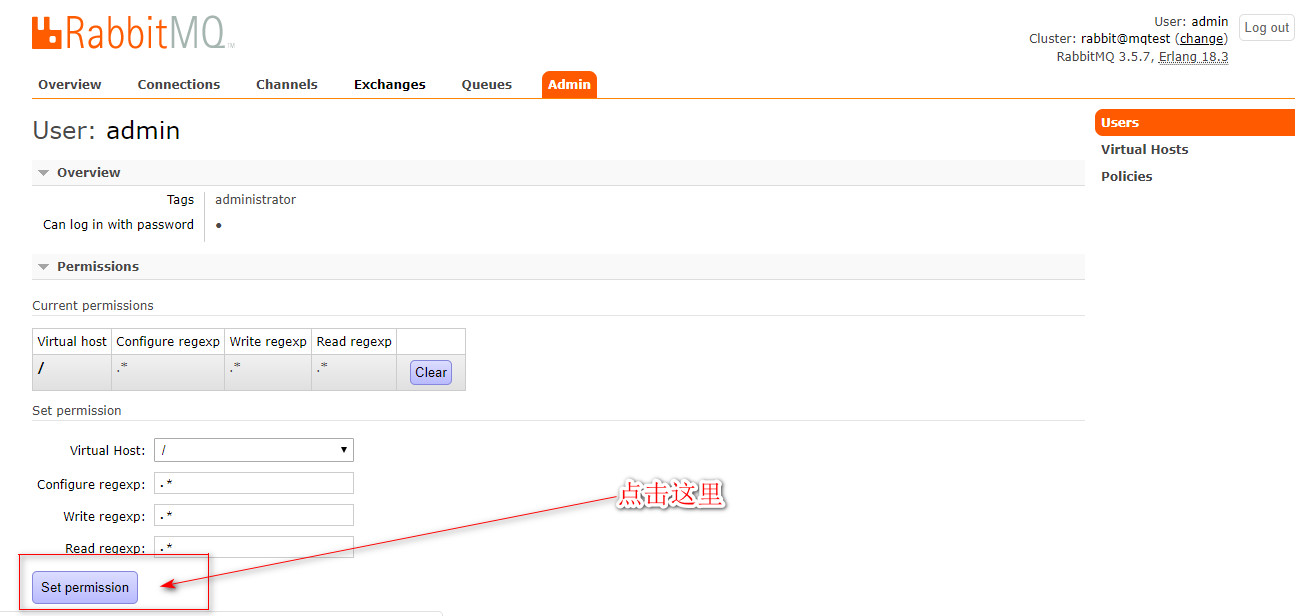 RabbitMQ™
User: admin
Log out
Cluster: rabbit@mqtest (change)
RabbitMQ 3.5.7, Erlang 18.3
Overview Connections Channels Exchanges Queues Admin
User: admin
Users
Virtual Hosts
Policies
Overview
Tags administrator
Can log in with password •
Permissions
Current permissions
Virtual host Configure regexp Write regexp Read regexp
/ .* .* .* Clear
Set permission
Virtual Host: /
Configure regexp: .*
点击这里
Write regexp: .*
Read regexp: .*
Set permission